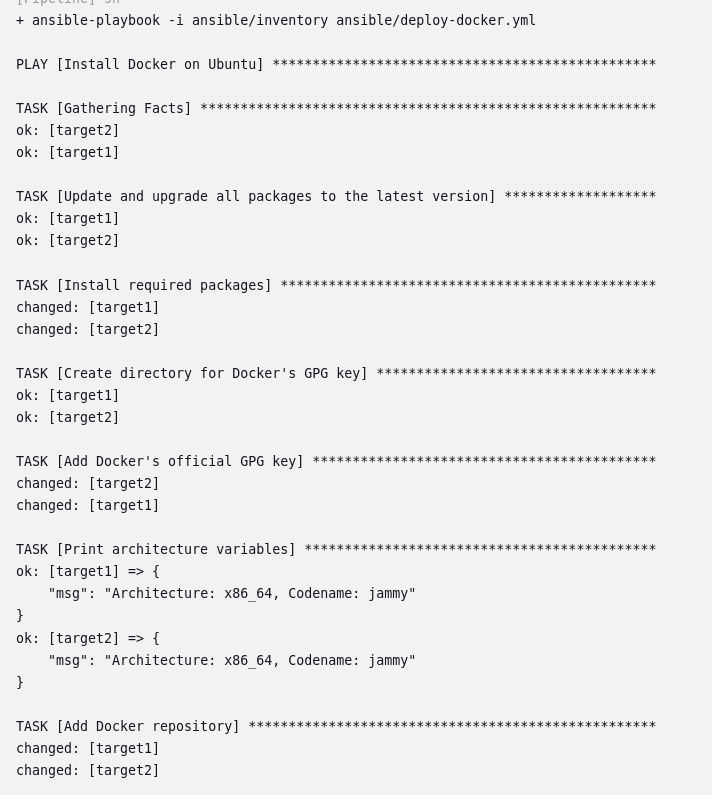 [Pipeline] sh
+ ansible-playbook -i ansible/inventory ansible/deploy-docker.yml
PLAY [Install Docker on Ubuntu] ************************************************
TASK [Gathering Facts] *********************************************************
ok: [target2]
ok: [target1]
TASK [Update and upgrade all packages to the latest version] *******************
ok: [target1]
ok: [target2]
TASK [Install required packages] ***********************************************
changed: [target1]
changed: [target2]
TASK [Create directory for Docker's GPG key] ***********************************
ok: [target1]
ok: [target2]
TASK [Add Docker's official GPG key] *******************************************
changed: [target2]
changed: [target1]
TASK [Print architecture variables] ********************************************
ok: [target1] => {
    "msg": "Architecture: x86_64, Codename: jammy"
}
ok: [target2] => {
    "msg": "Architecture: x86_64, Codename: jammy"
}
TASK [Add Docker repository] ***************************************************
changed: [target1]
changed: [target2]